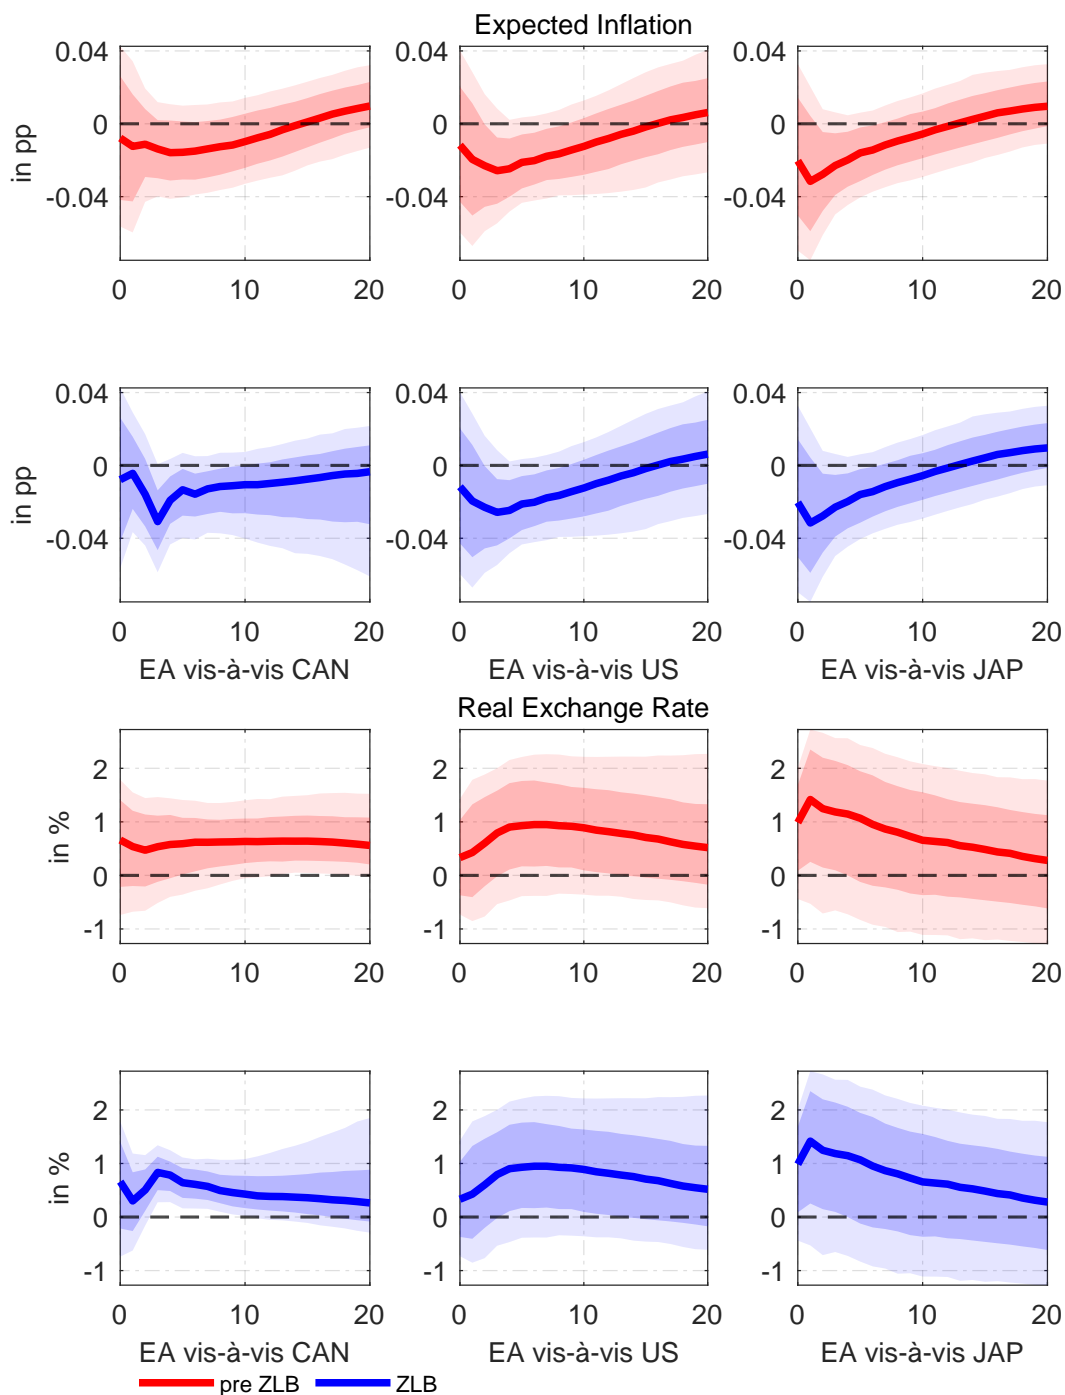 Expected Inflation
0.04 0.04 0.04
in pp
0 0 0
-0.04 -0.04 -0.04
0 10 20 0 10 20 0 10 20
0.04 0.04 0.04
in pp
0 0 0
-0.04 -0.04 -0.04
0 10 20 0 10 20 0 10 20
EA vis-à-vis CAN EA vis-à-vis US EA vis-à-vis JAP
Real Exchange Rate
2 2 2
in %
1 1 1
0 0 0
-1 -1 -1
0 10 20 0 10 20 0 10 20
2 2 2
in %
1 1 1
0 0 0
-1 -1 -1
0 10 20 0 10 20 0 10 20
EA vis-à-vis CAN EA vis-à-vis US EA vis-à-vis JAP
pre ZLB ZLB